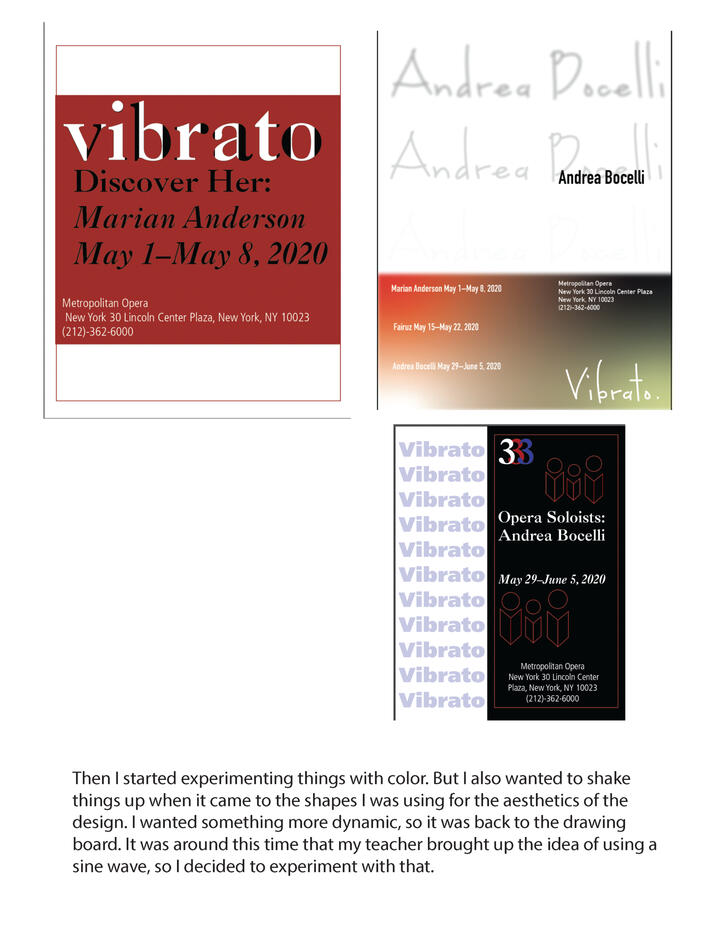 vibrato
Discover Her:
Marian Anderson
May 1–May 8, 2020
Metropolitan Opera
New York 30 Lincoln Center Plaza, New York, NY 10023
(212)-362-6000
Andrea Bocelli
Andrea Bocelli
Andrea Bocelli
Andrea Bocelli
Marian Anderson May 1–May 8, 2020
Fairuz May 15–May 22, 2020
Andrea Bocelli May 29–June 5, 2020
Metropolitan Opera
New York 30 Lincoln Center Plaza
New York, NY 10023
(212)-362-6000
Vibrato.
Vibrato
Vibrato
Vibrato
Vibrato
Vibrato
Vibrato
Vibrato
Vibrato
Vibrato
Vibrato
Vibrato
333
Opera Soloists:
Andrea Bocelli
May 29–June 5, 2020
Metropolitan Opera
New York 30 Lincoln Center
Plaza, New York, NY 10023
(212)-362-6000
Then I started experimenting things with color. But I also wanted to shake
things up when it came to the shapes I was using for the aesthetics of the
design. I wanted something more dynamic, so it was back to the drawing
board. It was around this time that my teacher brought up the idea of using a
sine wave, so I decided to experiment with that.